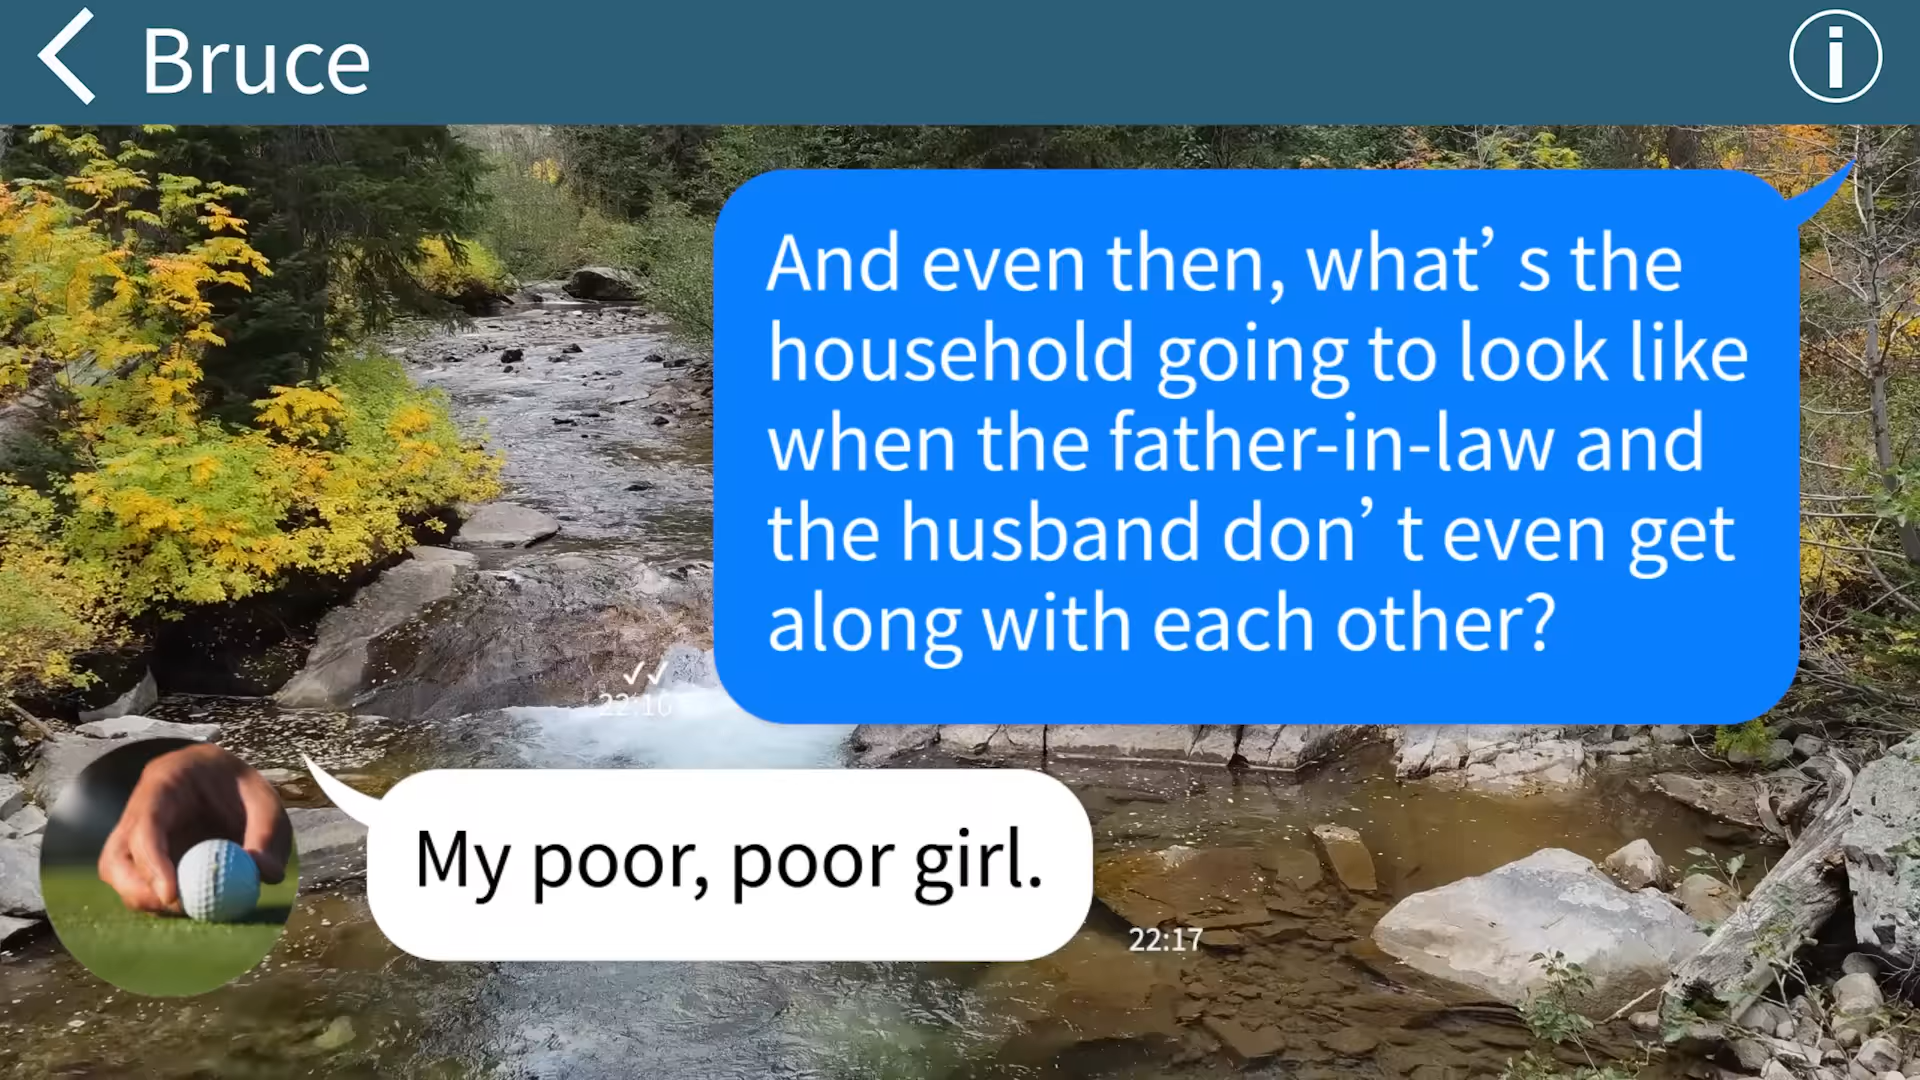 Bruce
And even then, what’s the
household going to look like
when the father-in-law and
the husband don’t even get
along with each other?
22:10
My poor, poor girl.
22:17